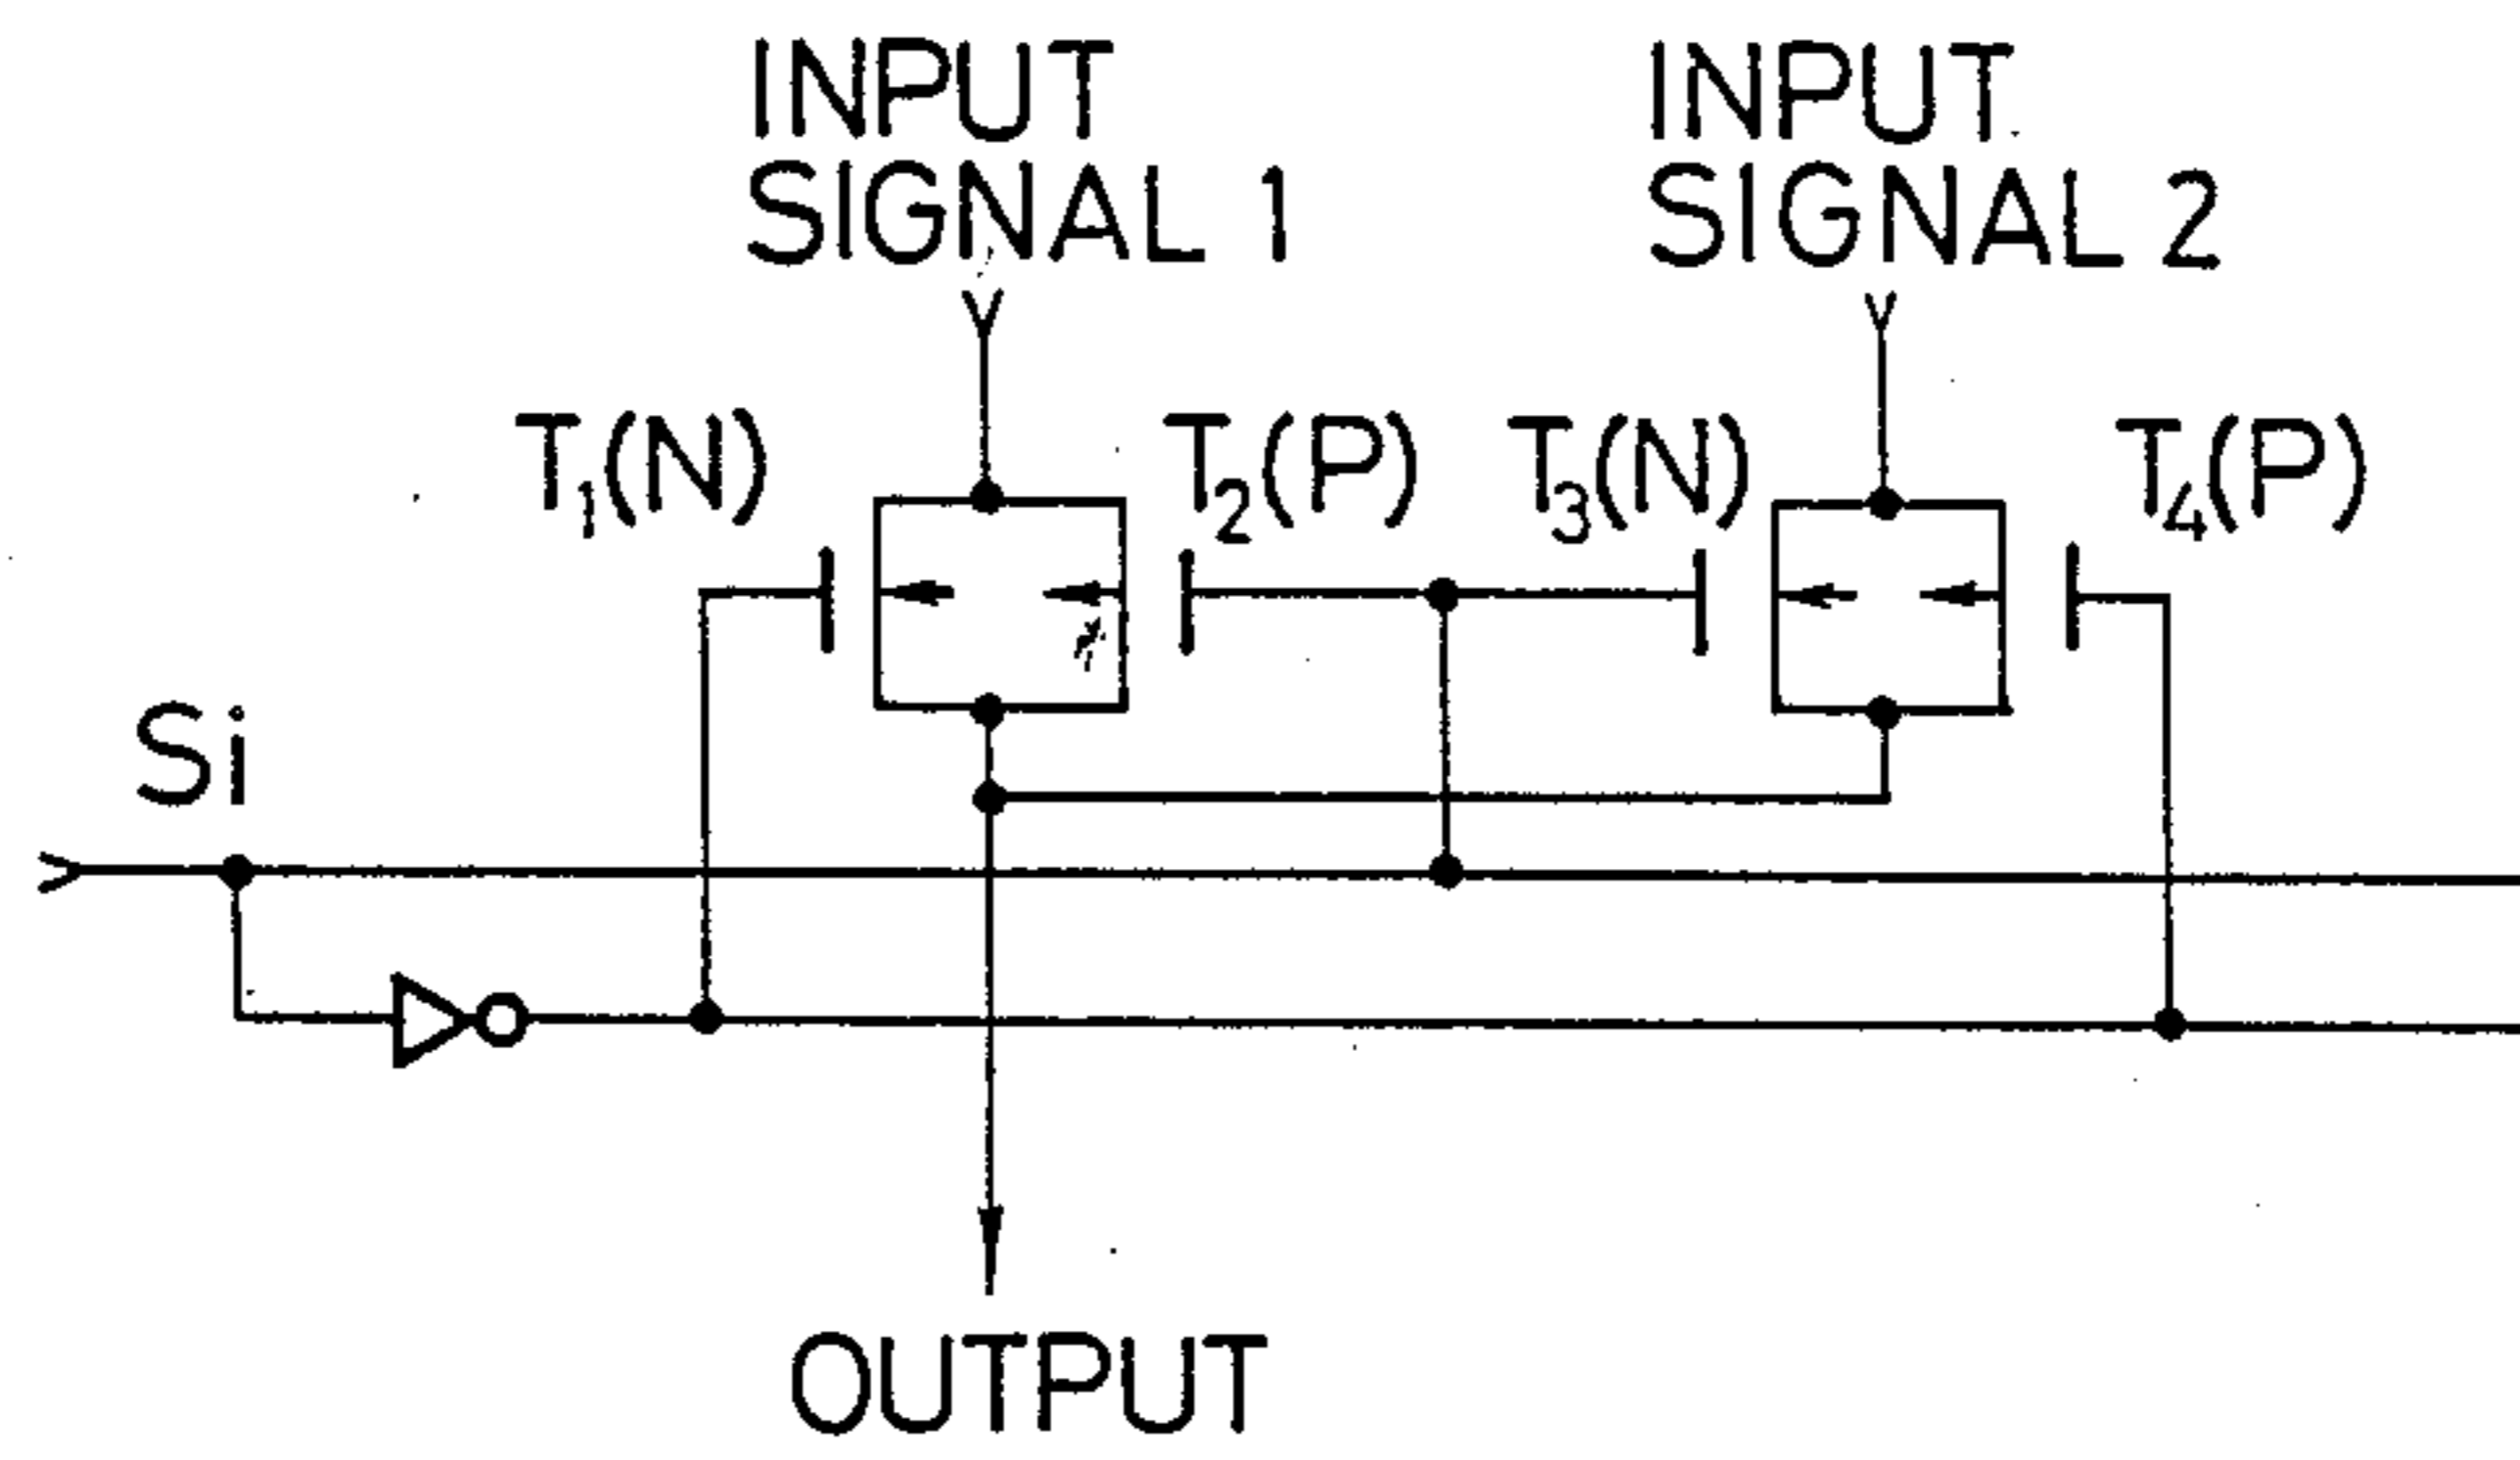 INPUT
SIGNAL 1
INPUT
SIGNAL 2
T1(N)
T2(P)
T3(N)
T4(P)
Si
OUTPUT